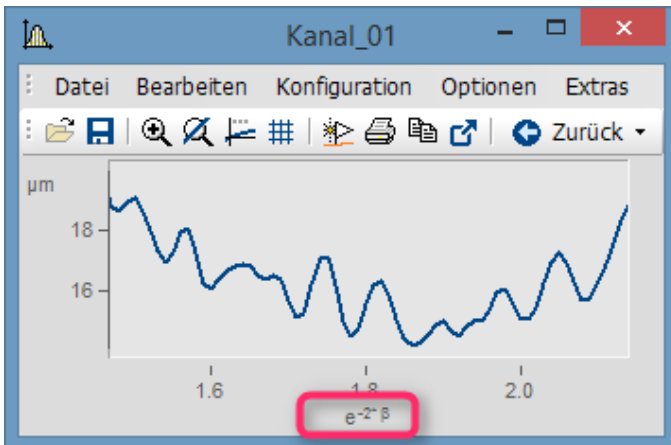 Kanal_01
Datei Bearbeiten Konfiguration Optionen Extras
Zurück
µm
18
16
1.6 1.8 2.0
e-2* β